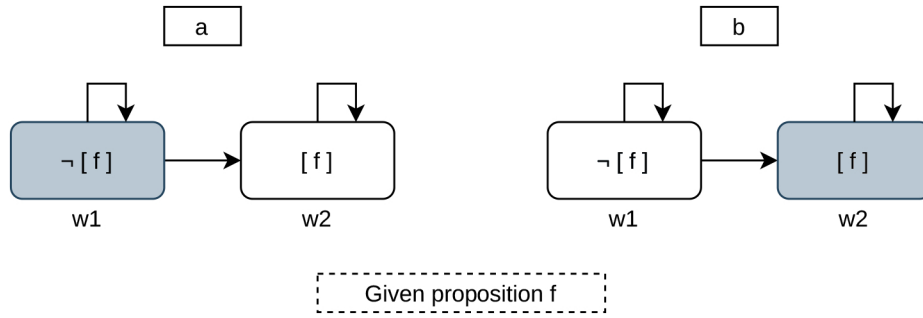 a
b
¬ [ f ]
[ f ]
¬ [ f ]
[ f ]
w1
w2
w1
w2
Given proposition f